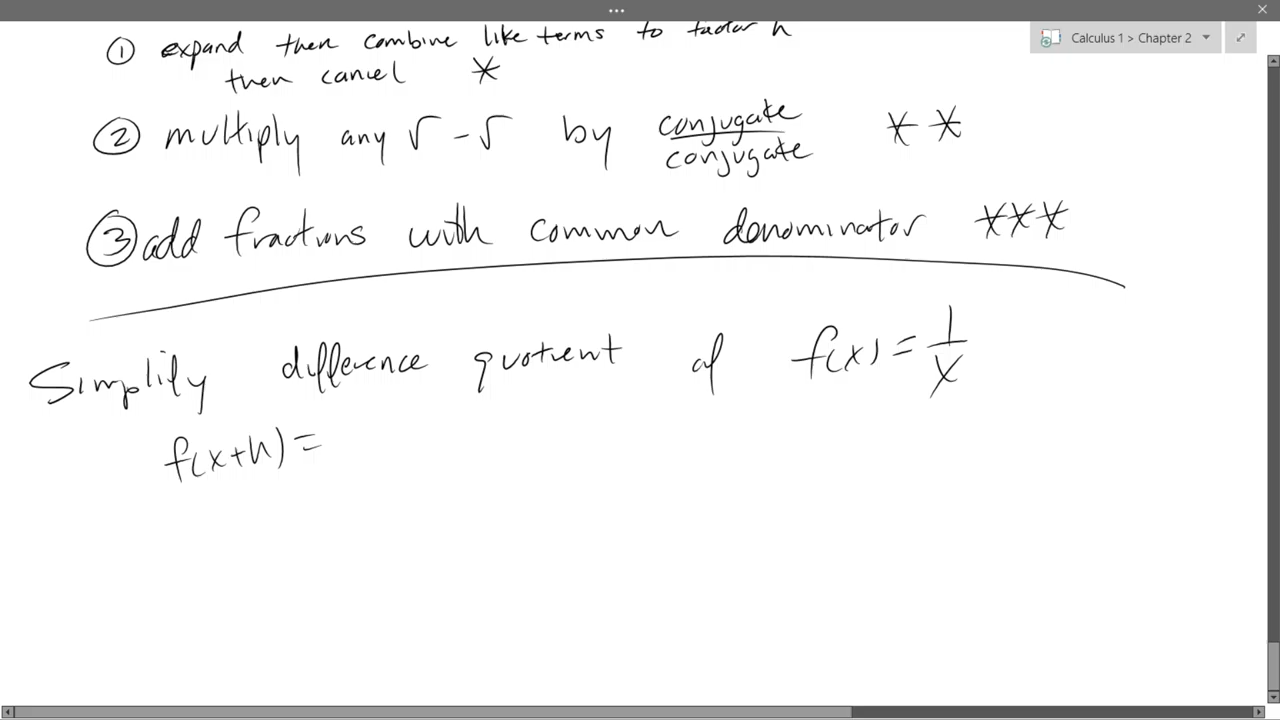 Calculus 1 > Chapter 2
① expand then combine like terms to factor h
then cancel *
② multiply any √ - √ by conjugate/conjugate **
③ add fractions with common denominator ***
Simplify difference quotient of f(x) = 1/x
f(x+h) =